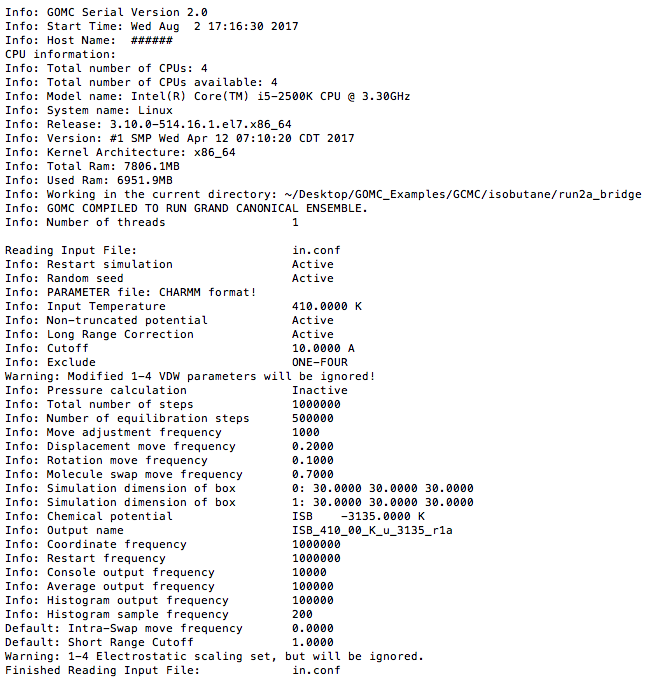 Info: GOMC Serial Version 2.0
Info: Start Time: Wed Aug  2 17:16:30 2017
Info: Host Name:  ######
CPU information:
Info: Total number of CPUs: 4
Info: Total number of CPUs available: 4
Info: Model name: Intel(R) Core(TM) i5-2500K CPU @ 3.30GHz
Info: System name: Linux
Info: Release: 3.10.0-514.16.1.el7.x86_64
Info: Version: #1 SMP Wed Apr 12 07:10:20 CDT 2017
Info: Kernel Architecture: x86_64
Info: Total Ram: 7806.1MB
Info: Used Ram: 6951.9MB
Info: Working in the current directory: ~/Desktop/GOMC_Examples/GCMC/isobutane/run2a_bridge
Info: GOMC COMPILED TO RUN GRAND CANONICAL ENSEMBLE.
Info: Number of threads                  1

Reading Input File:                      in.conf
Info: Restart simulation                 Active
Info: Random seed                        Active
Info: PARAMETER file: CHARMM format!
Info: Input Temperature                  410.0000 K
Info: Non-truncated potential            Active
Info: Long Range Correction              Active
Info: Cutoff                             10.0000 A
Info: Exclude                            ONE-FOUR
Warning: Modified 1-4 VDW parameters will be ignored!
Info: Pressure calculation               Inactive
Info: Total number of steps              1000000
Info: Number of equilibration steps      500000
Info: Move adjustment frequency          1000
Info: Displacement move frequency        0.2000
Info: Rotation move frequency            0.1000
Info: Molecule swap move frequency       0.7000
Info: Simulation dimension of box        0: 30.0000 30.0000 30.0000
Info: Simulation dimension of box        1: 30.0000 30.0000 30.0000
Info: Chemical potential                 ISB    -3135.0000 K
Info: Output name                        ISB_410_00_K_u_3135_r1a
Info: Coordinate frequency               1000000
Info: Restart frequency                  1000000
Info: Console output frequency           10000
Info: Average output frequency           100000
Info: Histogram output frequency         100000
Info: Histogram sample frequency         200
Default: Intra-Swap move frequency       0.0000
Default: Short Range Cutoff              1.0000
Warning: 1-4 Electrostatic scaling set, but will be ignored.
Finished Reading Input File:             in.conf